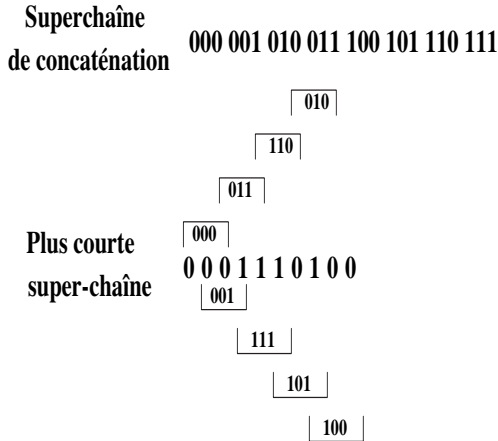 Superchaîne
de concaténation
000 001 010 011 100 101 110 111
010
110
011
000
Plus courte
super-chaîne
0 0 0 1 1 1 0 1 0 0
001
111
101
100